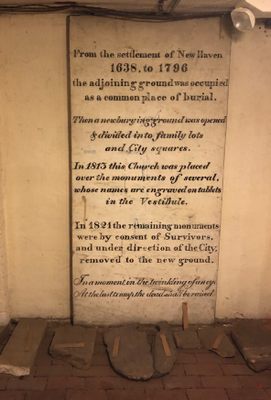 From the settlement of New Haven
1638, to 1796
the adjoining ground was occupied
as a common place of burial.
Then a new burying ground was opened
& divided into family lots
and City squares.
In 1813 this Church was placed
over the monuments of several,
whose names are engraved on tablets
in the Vestibule.
In 1821 the remaining monuments
were by consent of Survivors,
and under direction of the City,
removed to the new ground.
In a moment in the twinkling of an eye
At the last trump the dead shall be raised